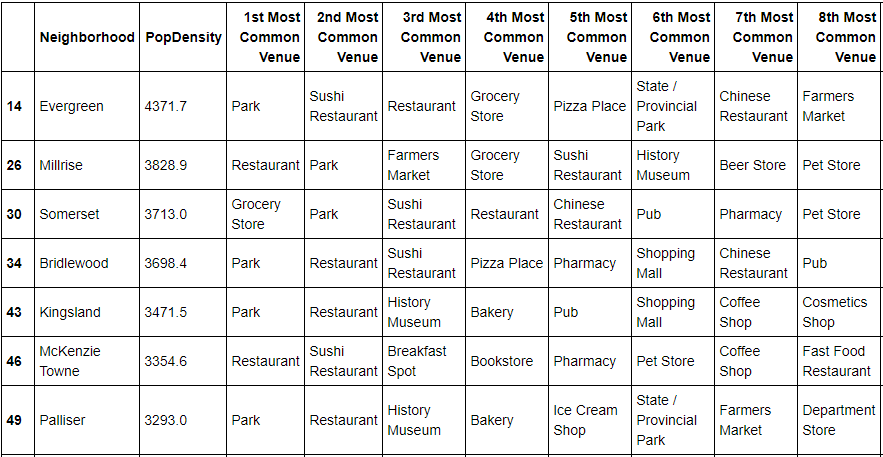 Neighborhood PopDensity 1st Most Common Venue 2nd Most Common Venue 3rd Most Common Venue 4th Most Common Venue 5th Most Common Venue 6th Most Common Venue 7th Most Common Venue 8th Most Common Venue
14 Evergreen 4371.7 Park Sushi Restaurant Restaurant Grocery Store Pizza Place State / Provincial Park Chinese Restaurant Farmers Market
26 Millrise 3828.9 Restaurant Park Farmers Market Grocery Store Sushi Restaurant History Museum Beer Store Pet Store
30 Somerset 3713.0 Grocery Store Park Sushi Restaurant Restaurant Chinese Restaurant Pub Pharmacy Pet Store
34 Bridlewood 3698.4 Park Restaurant Sushi Restaurant Pizza Place Pharmacy Shopping Mall Chinese Restaurant Pub
43 Kingsland 3471.5 Park Restaurant History Museum Bakery Pub Shopping Mall Coffee Shop Cosmetics Shop
46 McKenzie Towne 3354.6 Restaurant Sushi Restaurant Breakfast Spot Bookstore Pharmacy Pet Store Coffee Shop Fast Food Restaurant
49 Palliser 3293.0 Park Restaurant History Museum Bakery Ice Cream Shop State / Provincial Park Farmers Market Department Store